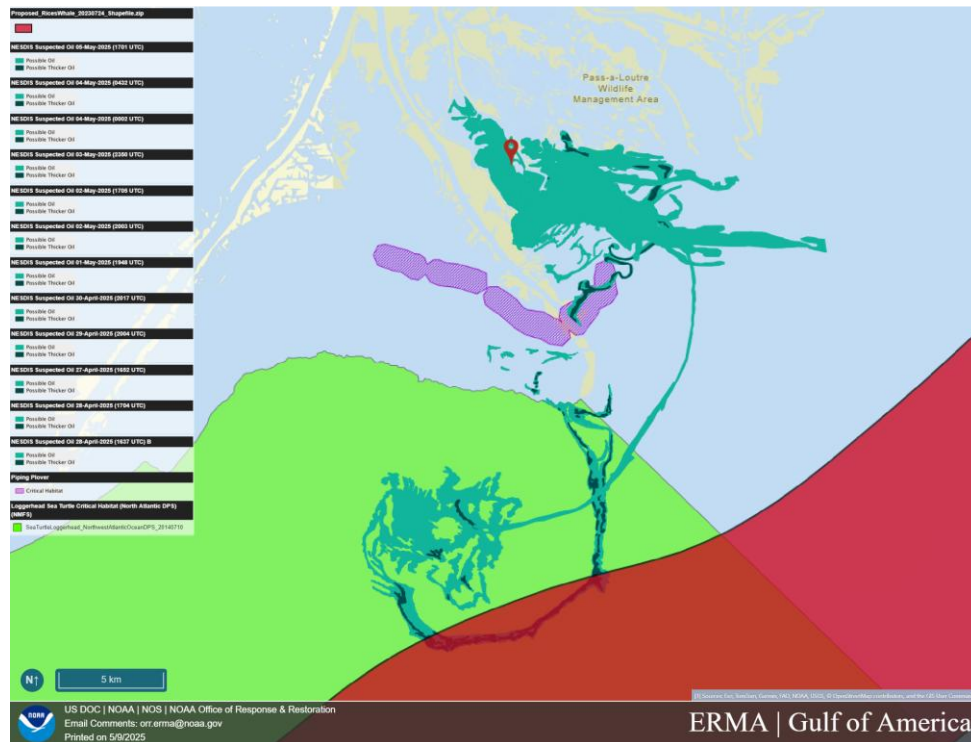 Proposed_RicesWhale_20230724_Shapefile.zip
NESDIS Suspected Oil 05-May-2025 (1701 UTC)
Possible Oil
Possible Thicker Oil
NESDIS Suspected Oil 04-May-2025 (0432 UTC)
Possible Oil
Possible Thicker Oil
NESDIS Suspected Oil 04-May-2025 (0002 UTC)
Possible Oil
Possible Thicker Oil
NESDIS Suspected Oil 03-May-2025 (2350 UTC)
Possible Oil
Possible Thicker Oil
NESDIS Suspected Oil 02-May-2025 (1705 UTC)
Possible Oil
Possible Thicker Oil
NESDIS Suspected Oil 02-May-2025 (2003 UTC)
Possible Oil
Possible Thicker Oil
NESDIS Suspected Oil 01-May-2025 (1948 UTC)
Possible Oil
Possible Thicker Oil
NESDIS Suspected Oil 30-April-2025 (2017 UTC)
Possible Oil
Possible Thicker Oil
NESDIS Suspected Oil 29-April-2025 (2004 UTC)
Possible Oil
Possible Thicker Oil
NESDIS Suspected Oil 27-April-2025 (1652 UTC)
Possible Oil
Possible Thicker Oil
NESDIS Suspected Oil 28-April-2025 (1704 UTC)
Possible Oil
Possible Thicker Oil
NESDIS Suspected Oil 28-April-2025 (1637 UTC) B
Possible Oil
Possible Thicker Oil
Piping Plover
Critical Habitat
Loggerhead Sea Turtle Critical Habitat (North Atlantic DPS)
(NMFS)
SeaTurtleLoggerhead_NorthwestAtlanticOceanDPS_20140710
Pass-a-Loutre
Wildlife
Management Area
N↑
5 km
NOAA
US DOC | NOAA | NOS | NOAA Office of Response & Restoration
Email Comments: orr.erma@noaa.gov
Printed on 5/9/2025
ERMA | Gulf of America